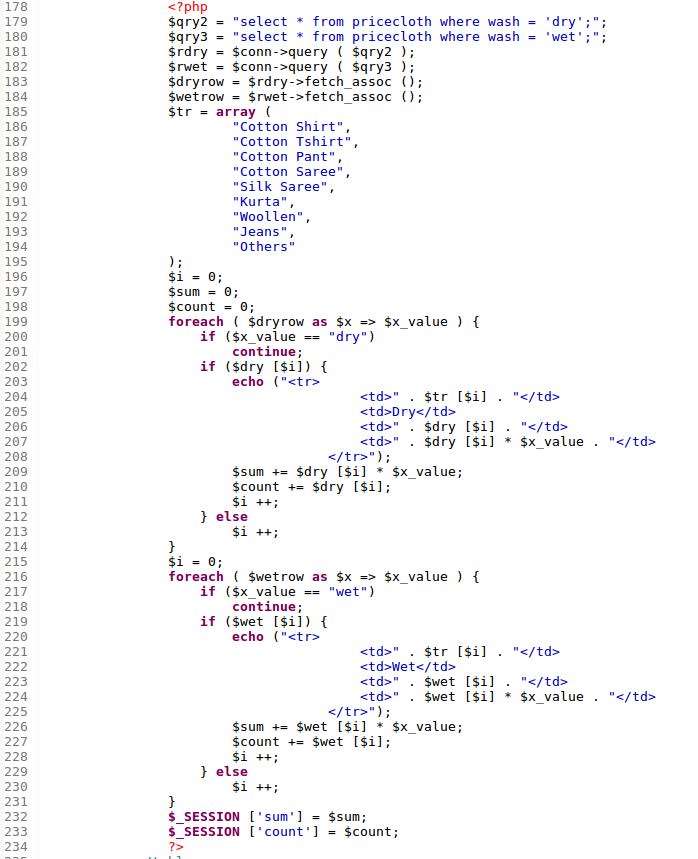 178 <?php
179 $qry2 = "select * from pricecloth where wash = 'dry';";
180 $qry3 = "select * from pricecloth where wash = 'wet';";
181 $rdry = $conn->query ( $qry2 );
182 $rwet = $conn->query ( $qry3 );
183 $dryrow = $rdry->fetch_assoc ();
184 $wetrow = $rwet->fetch_assoc ();
185 $tr = array (
186 "Cotton Shirt",
187 "Cotton Tshirt",
188 "Cotton Pant",
189 "Cotton Saree",
190 "Silk Saree",
191 "Kurta",
192 "Woollen",
193 "Jeans",
194 "Others"
195 );
196 $i = 0;
197 $sum = 0;
198 $count = 0;
199 foreach ( $dryrow as $x => $x_value ) {
200 if ($x_value == "dry")
201 continue;
202 if ($dry [$i]) {
203 echo ("<tr>
204 <td>" . $tr [$i] . "</td>
205 <td>Dry</td>
206 <td>" . $dry [$i] . "</td>
207 <td>" . $dry [$i] * $x_value . "</td>
208 </tr>");
209 $sum += $dry [$i] * $x_value;
210 $count += $dry [$i];
211 $i ++;
212 } else
213 $i ++;
214 }
215 $i = 0;
216 foreach ( $wetrow as $x => $x_value ) {
217 if ($x_value == "wet")
218 continue;
219 if ($wet [$i]) {
220 echo ("<tr>
221 <td>" . $tr [$i] . "</td>
222 <td>Wet</td>
223 <td>" . $wet [$i] . "</td>
224 <td>" . $wet [$i] * $x_value . "</td>
225 </tr>");
226 $sum += $wet [$i] * $x_value;
227 $count += $wet [$i];
228 $i ++;
229 } else
230 $i ++;
231 }
232 $_SESSION ['sum'] = $sum;
233 $_SESSION ['count'] = $count;
234 ?>